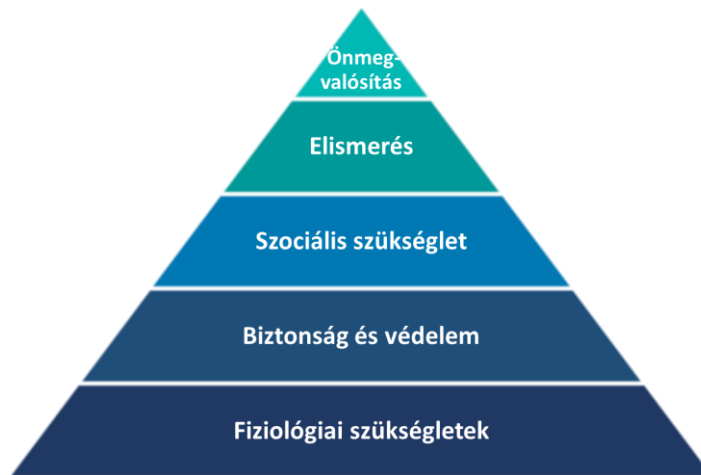 Önmeg-
valósítás
Elismerés
Szociális szükséglet
Biztonság és védelem
Fiziológiai szükségletek